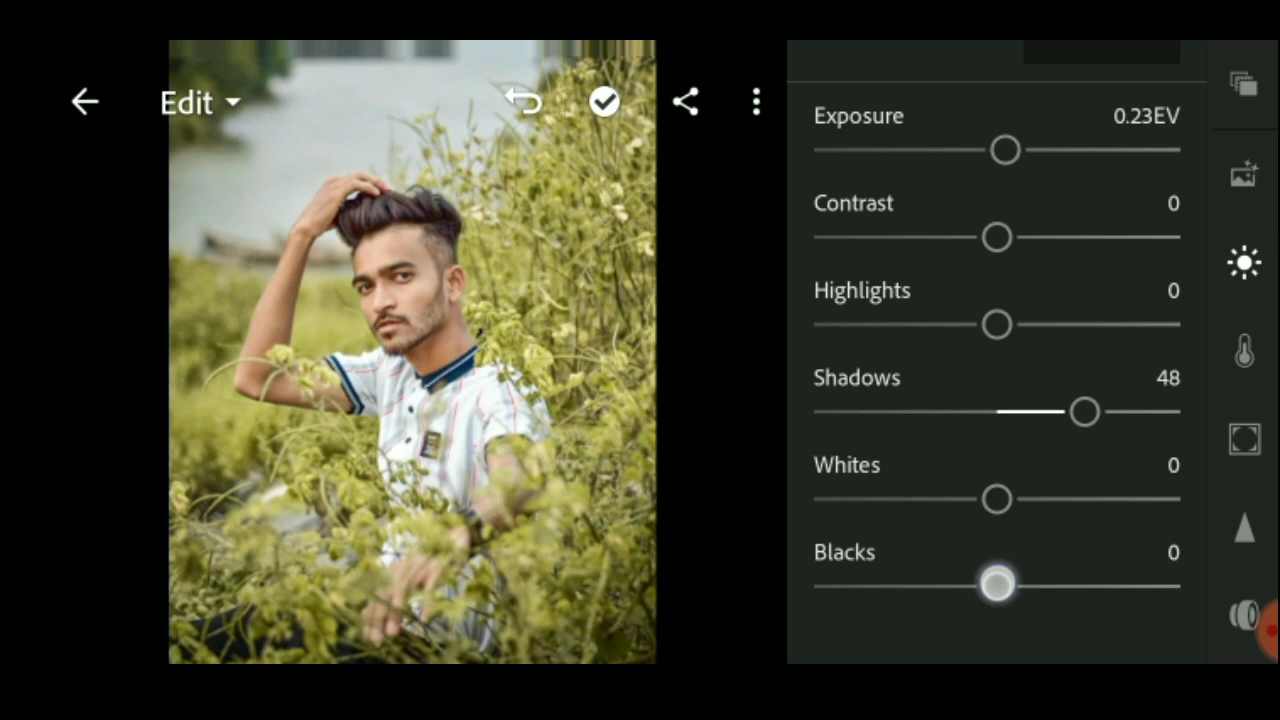 Edit
Exposure 0.23EV
Contrast 0
Highlights 0
Shadows 48
Whites 0
Blacks 0